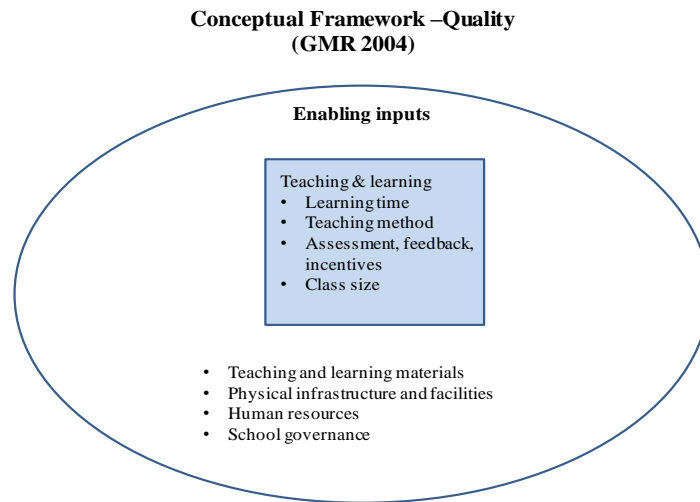 Conceptual Framework –Quality
(GMR 2004)
Enabling inputs
Teaching & learning
• Learning time
• Teaching method
• Assessment, feedback,
incentives
• Class size
• Teaching and learning materials
• Physical infrastructure and facilities
• Human resources
• School governance